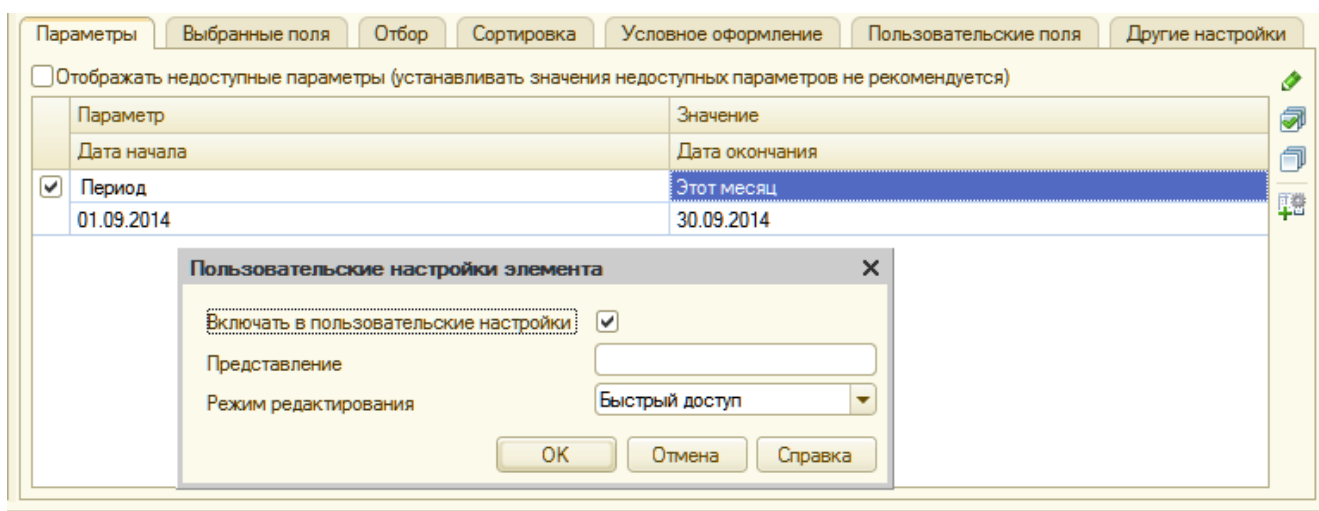 Параметры Выбранные поля Отбор Сортировка Условное оформление Пользовательские поля Другие настройки
Отображать недоступные параметры (устанавливать значения недоступных параметров не рекомендуется)
Параметр Значение
Дата начала Дата окончания
Период Этот месяц
01.09.2014 30.09.2014
Пользовательские настройки элемента
Включать в пользовательские настройки
Представление
Режим редактирования Быстрый доступ
OK Отмена Справка